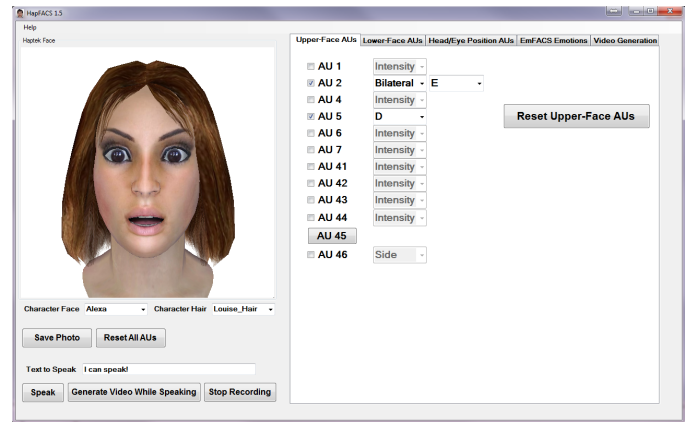 HapFACS 1.5
Help
Haptek Face
Upper-Face AUs Lower-Face AUs Head/Eye Position AUs EmFACS Emotions Video Generation
AU 1 Intensity
AU 2 Bilateral E
AU 4 Intensity
AU 5 D
Reset Upper-Face AUs
AU 6 Intensity
AU 7 Intensity
AU 41 Intensity
AU 42 Intensity
AU 43 Intensity
AU 44 Intensity
AU 45
AU 46 Side
Character Face Alexa Character Hair Louise_Hair
Save Photo Reset All AUs
Text to Speak I can speak!
Speak Generate Video While Speaking Stop Recording